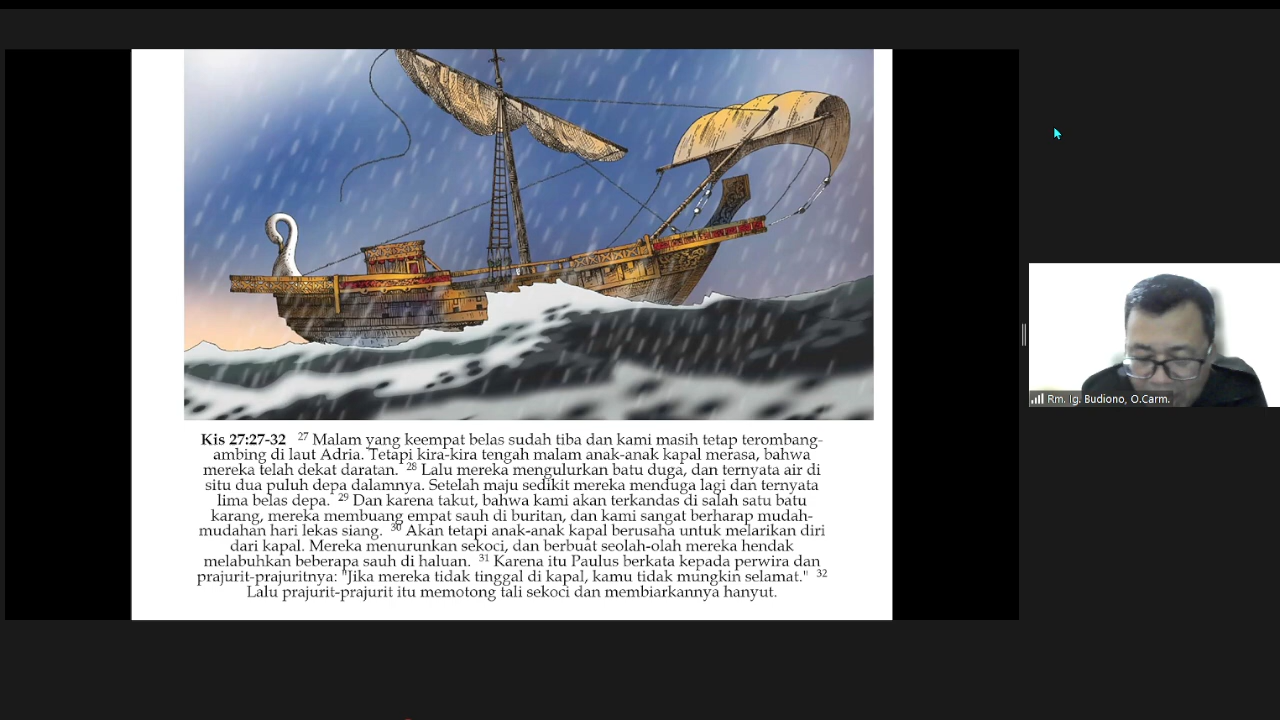 Kis 27:27-32 27 Malam yang keempat belas sudah tiba dan kami masih tetap terombang-
ambing di laut Adria. Tetapi kira-kira tengah malam anak-anak kapal merasa, bahwa
mereka telah dekat daratan. 28 Lalu mereka mengulurkan batu duga, dan ternyata air di
situ dua puluh depa dalamnya. Setelah maju sedikit mereka menduga lagi dan ternyata
lima belas depa. 29 Dan karena takut, bahwa kami akan terkandas di salah satu batu
karang, mereka membuang empat sauh di buritan, dan kami sangat berharap mudah-
mudahan hari lekas siang. 30 Akan tetapi anak-anak kapal berusaha untuk melarikan diri
dari kapal. Mereka menurunkan sekoci, dan berbuat seolah-olah mereka hendak
melabuhkan beberapa sauh di haluan. 31 Karena itu Paulus berkata kepada perwira dan
prajurit-prajuritnya: "Jika mereka tidak tinggal di kapal, kamu tidak mungkin selamat." 32
Lalu prajurit-prajurit itu memotong tali sekoci dan membiarkannya hanyut.
Rm. Ig. Budiono, O.Carm.